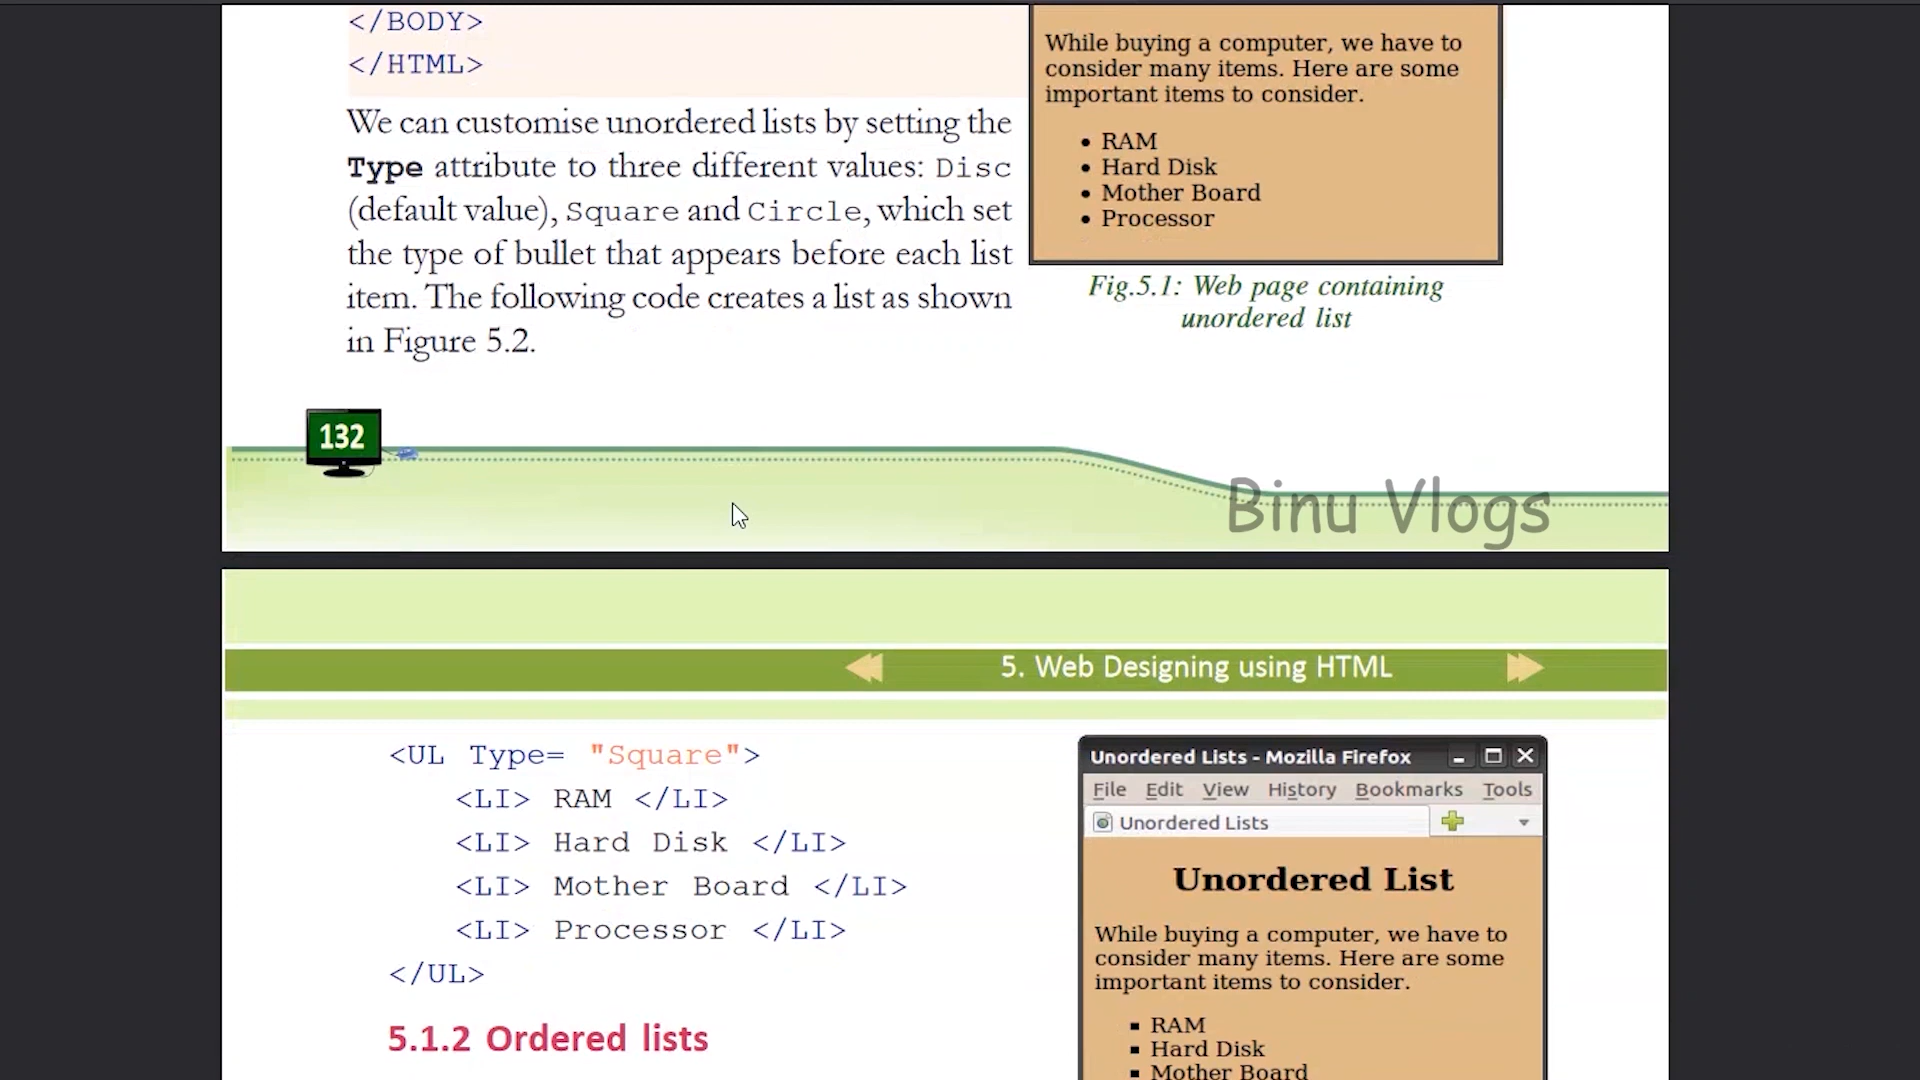 </BODY>
</HTML>
We can customise unordered lists by setting the
Type attribute to three different values: Disc
(default value), Square and Circle, which set
the type of bullet that appears before each list
item. The following code creates a list as shown
in Figure 5.2.
While buying a computer, we have to
consider many items. Here are some
important items to consider.
• RAM
• Hard Disk
• Mother Board
• Processor
Fig.5.1: Web page containing
unordered list
132
Binu Vlogs
5. Web Designing using HTML
<UL Type= "Square">
<LI> RAM </LI>
<LI> Hard Disk </LI>
<LI> Mother Board </LI>
<LI> Processor </LI>
</UL>
5.1.2 Ordered lists
Unordered Lists - Mozilla Firefox
File Edit View History Bookmarks Tools
Unordered Lists
Unordered List
While buying a computer, we have to
consider many items. Here are some
important items to consider.
▪ RAM
▪ Hard Disk
▪ Mother Board